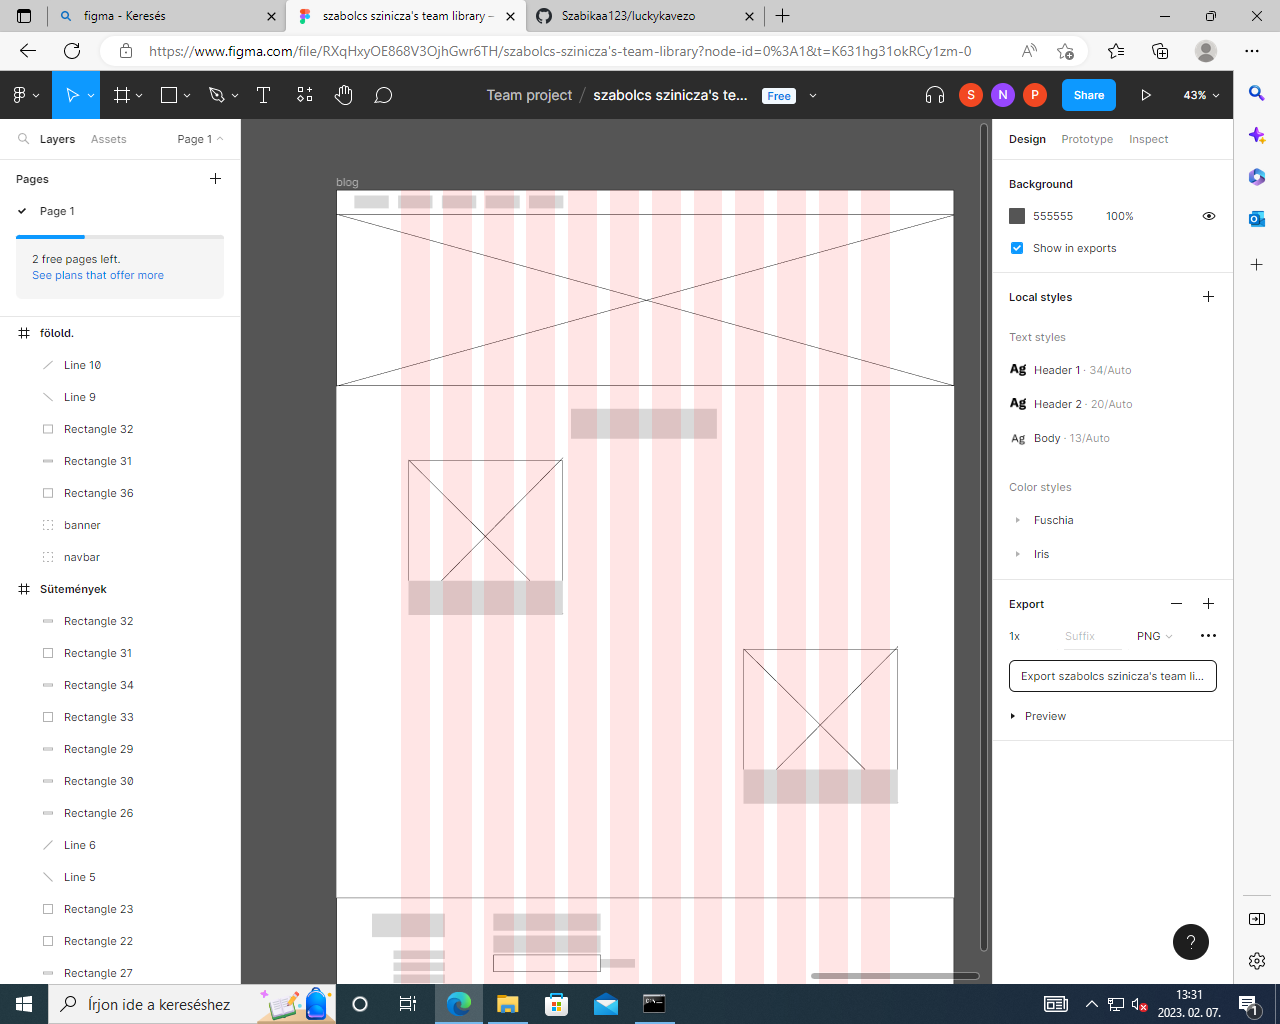 figma - Keresés
szabolcs szinicza's team library –
Szabikaa123/luckykavezo
https://www.figma.com/file/RXqHxyOE868V3OjhGwr6TH/szabolcs-szinicza's-team-library?node-id=0%3A1&t=K631hg31okRCy1zm-0
Team project / szabolcs szinicza's te... Free
S N P
Share
43%
Layers Assets Page 1
Pages
Page 1
2 free pages left.
See plans that offer more
fölold.
Line 10
Line 9
Rectangle 32
Rectangle 31
Rectangle 36
banner
navbar
Sütemények
Rectangle 32
Rectangle 31
Rectangle 34
Rectangle 33
Rectangle 29
Rectangle 30
Rectangle 26
Line 6
Line 5
Rectangle 23
Rectangle 22
Rectangle 27
blog
Design Prototype Inspect
Background
555555 100%
Show in exports
Local styles
Text styles
Ag Header 1 · 34/Auto
Ag Header 2 · 20/Auto
Ag Body · 13/Auto
Color styles
Fuschia
Iris
Export
1x Suffix PNG
Export szabolcs szinicza's team li...
Preview
?
Írjon ide a kereséshez
13:31
2023. 02. 07.
1